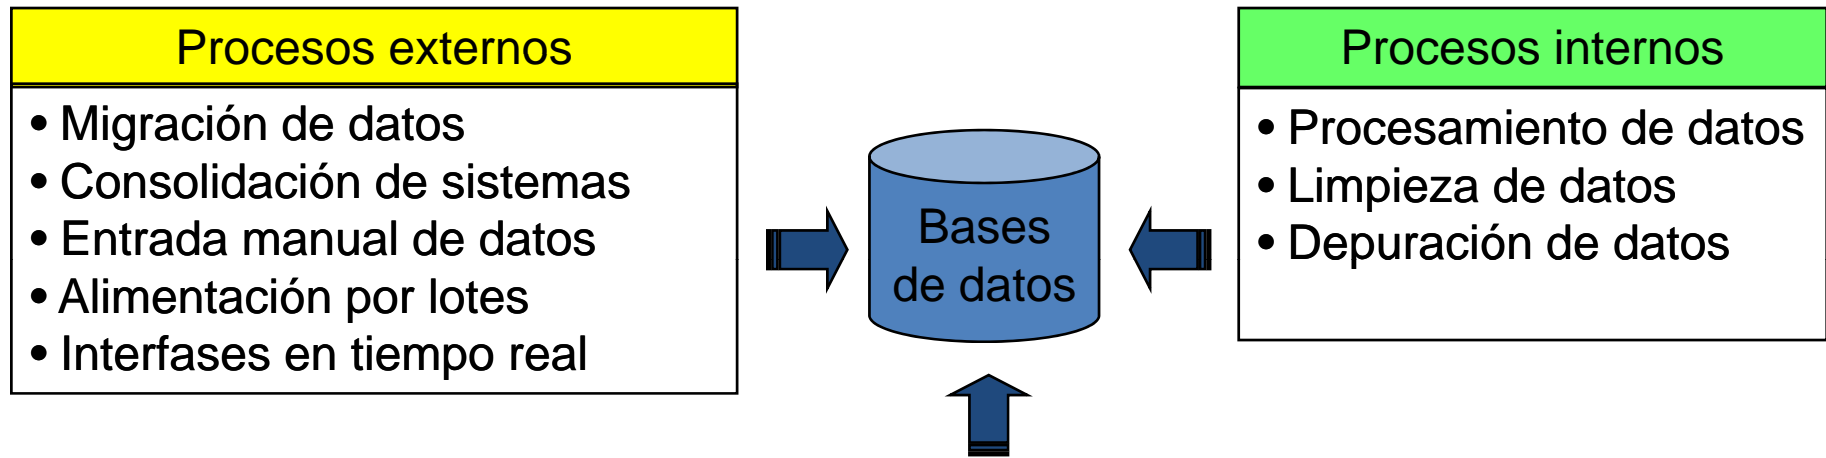 Procesos externos
• Migración de datos
• Consolidación de sistemas
• Entrada manual de datos
• Alimentación por lotes
• Interfases en tiempo real
Bases
de datos
Procesos internos
• Procesamiento de datos
• Limpieza de datos
• Depuración de datos